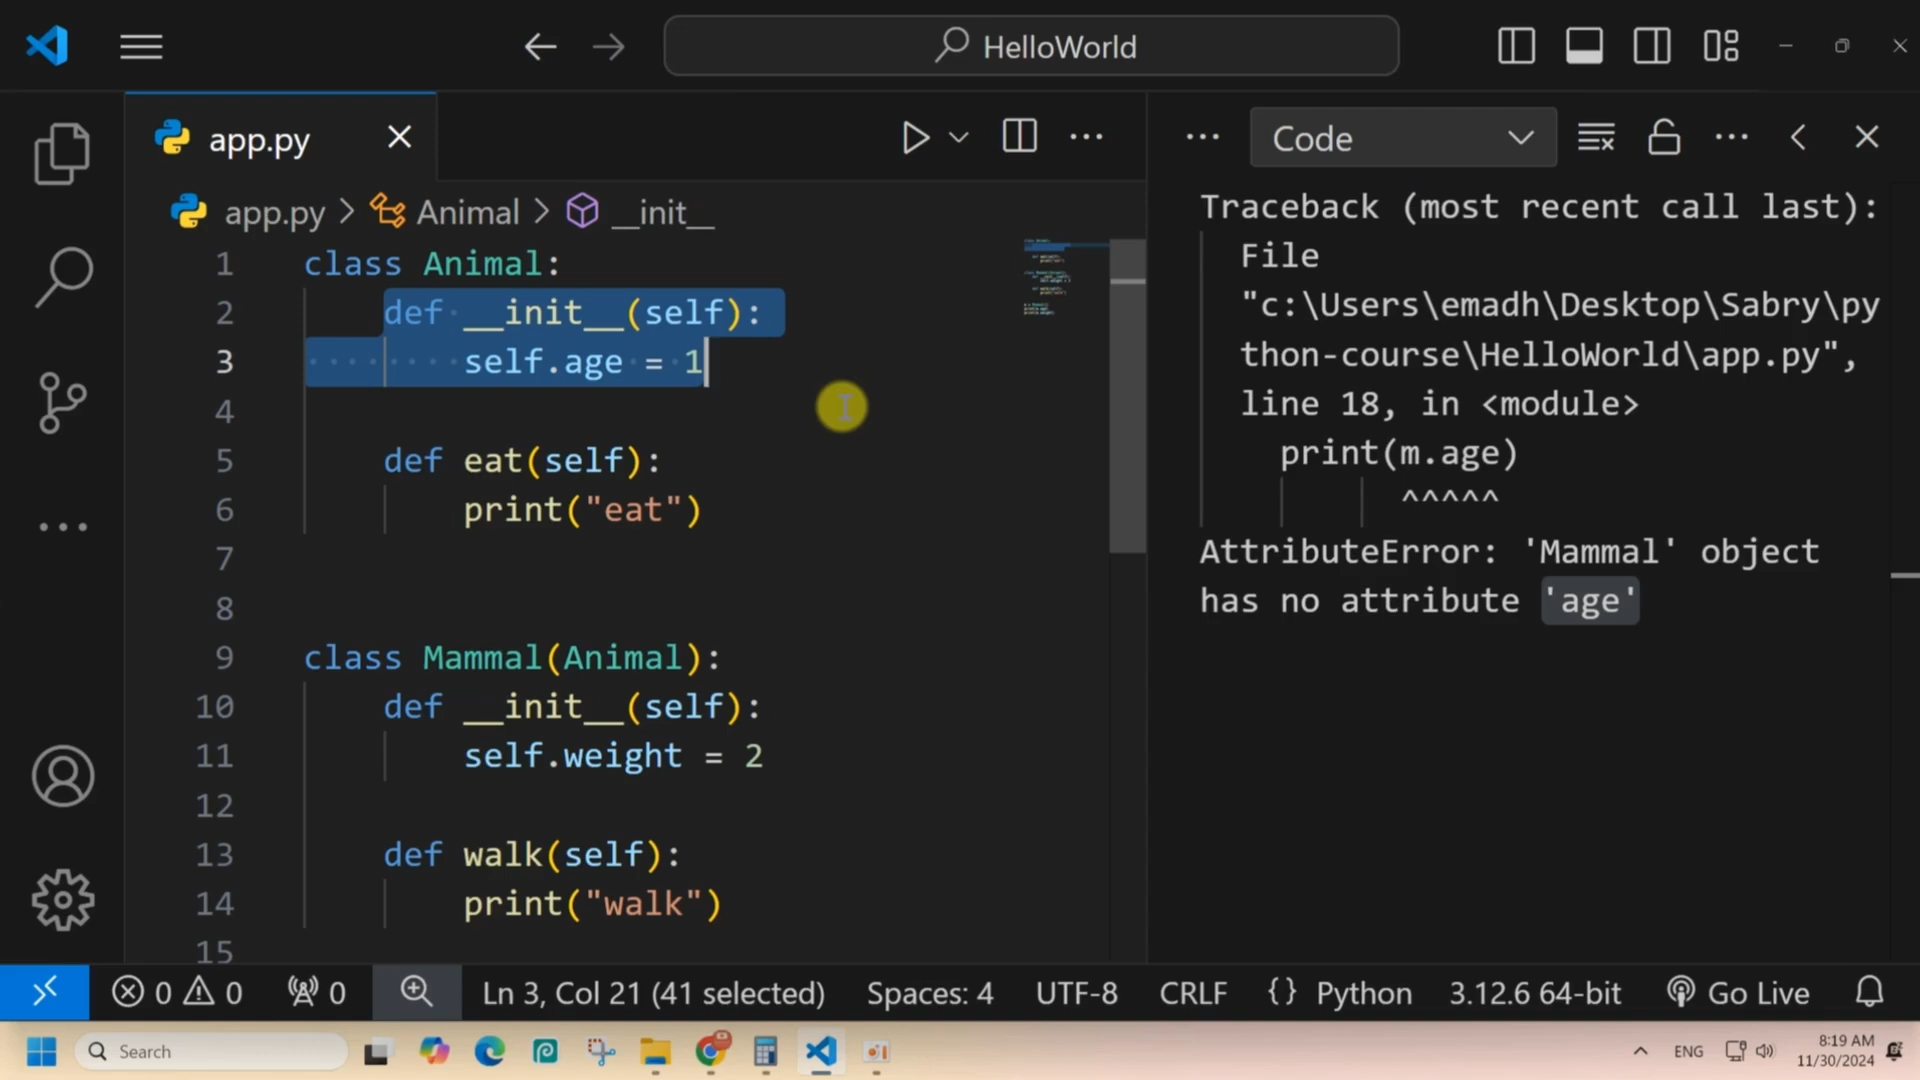 HelloWorld
app.py
app.py > Animal > __init__
1 class Animal:
2 def __init__(self):
3 self.age = 1
4
5 def eat(self):
6 print("eat")
7
8
9 class Mammal(Animal):
10 def __init__(self):
11 self.weight = 2
12
13 def walk(self):
14 print("walk")
15
Code
Traceback (most recent call last):
File
"c:\Users\emadh\Desktop\Sabry\py
thon-course\HelloWorld\app.py",
line 18, in <module>
print(m.age)
^^^^^
AttributeError: 'Mammal' object
has no attribute 'age'
0 0 0 Ln 3, Col 21 (41 selected) Spaces: 4 UTF-8 CRLF {} Python 3.12.6 64-bit Go Live
Search
ENG
8:19 AM
11/30/2024